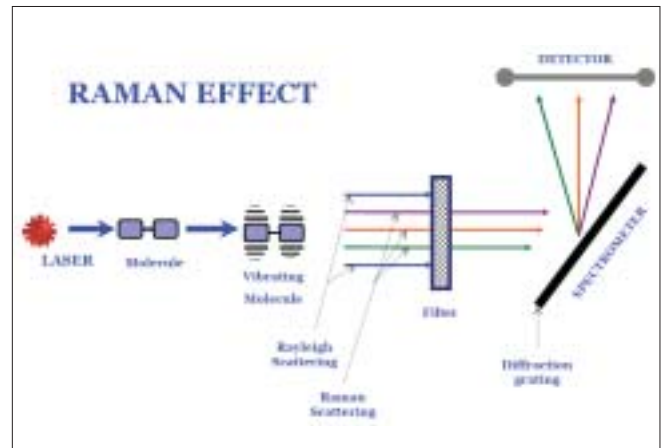 RAMAN EFFECT
DETECTOR
LASER
Molecule
Vibrating
Molecule
Filter
SPECTROMETER
Rayleigh
Scattering
Raman
Scattering
Diffraction
grating